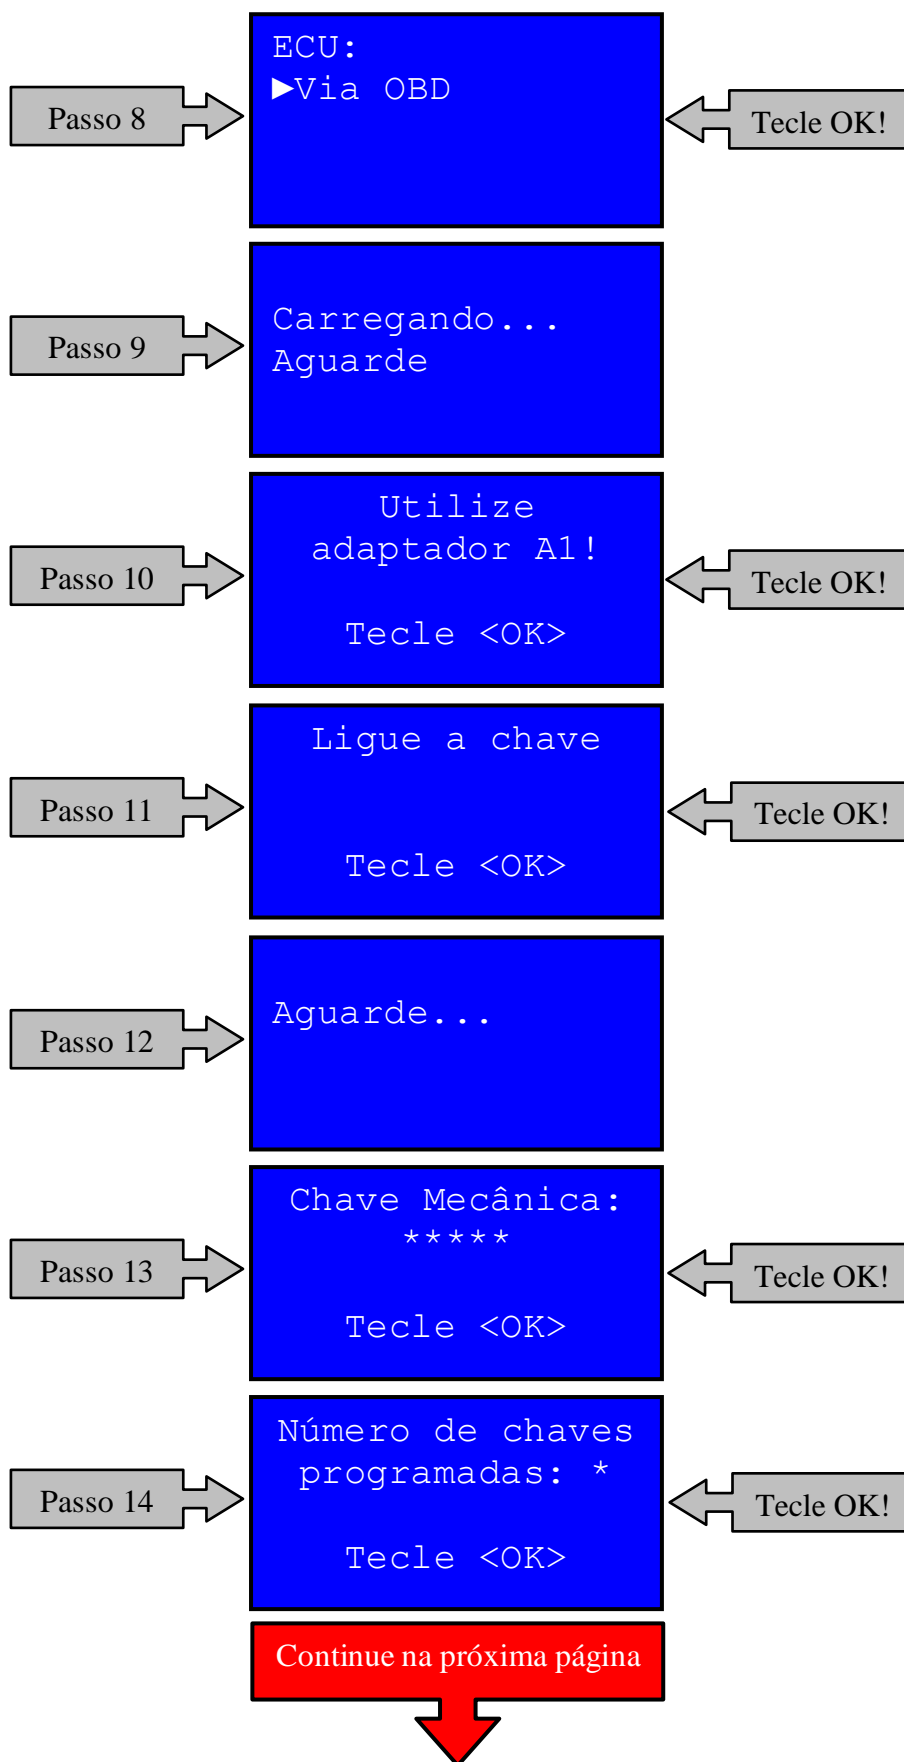 ECU:
►Via OBD
Passo 8
Tecle OK!
Carregando...
Aguarde
Passo 9
Utilize
adaptador A1!
Tecle <OK>
Passo 10
Tecle OK!
Ligue a chave
Tecle <OK>
Passo 11
Tecle OK!
Aguarde...
Passo 12
Chave Mecânica:
*****
Tecle <OK>
Passo 13
Tecle OK!
Número de chaves
programadas: *
Tecle <OK>
Passo 14
Tecle OK!
Continue na próxima página